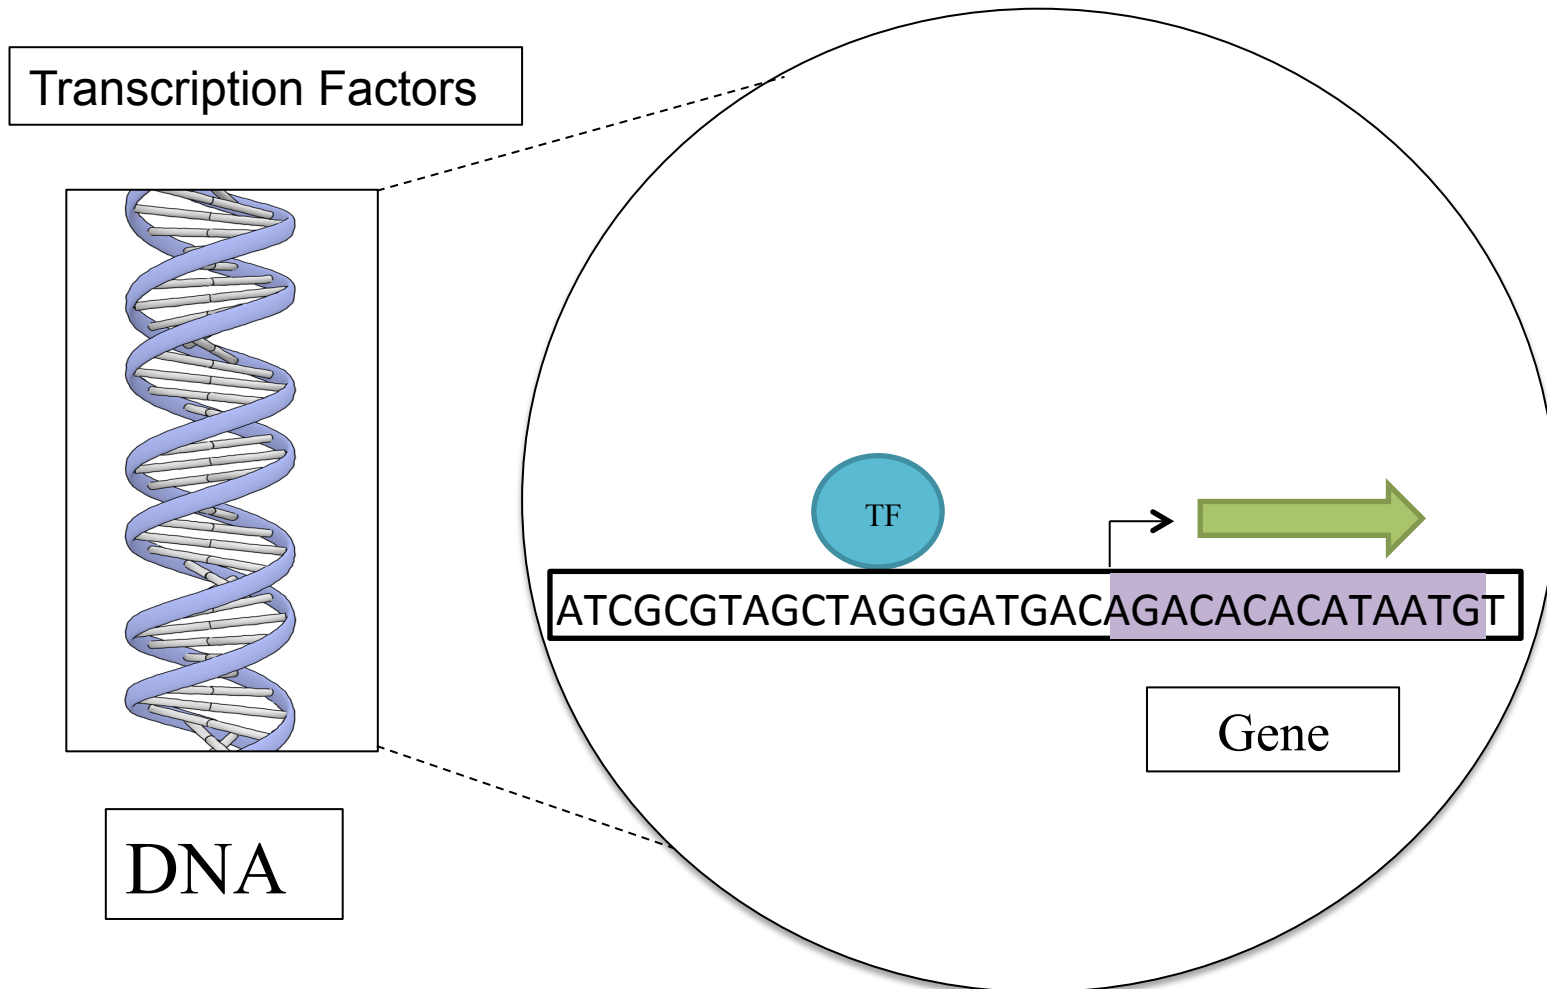 Transcription Factors
TF
ATCGCGTAGCTAGGGATGACAGACACACATAATGT
Gene
DNA